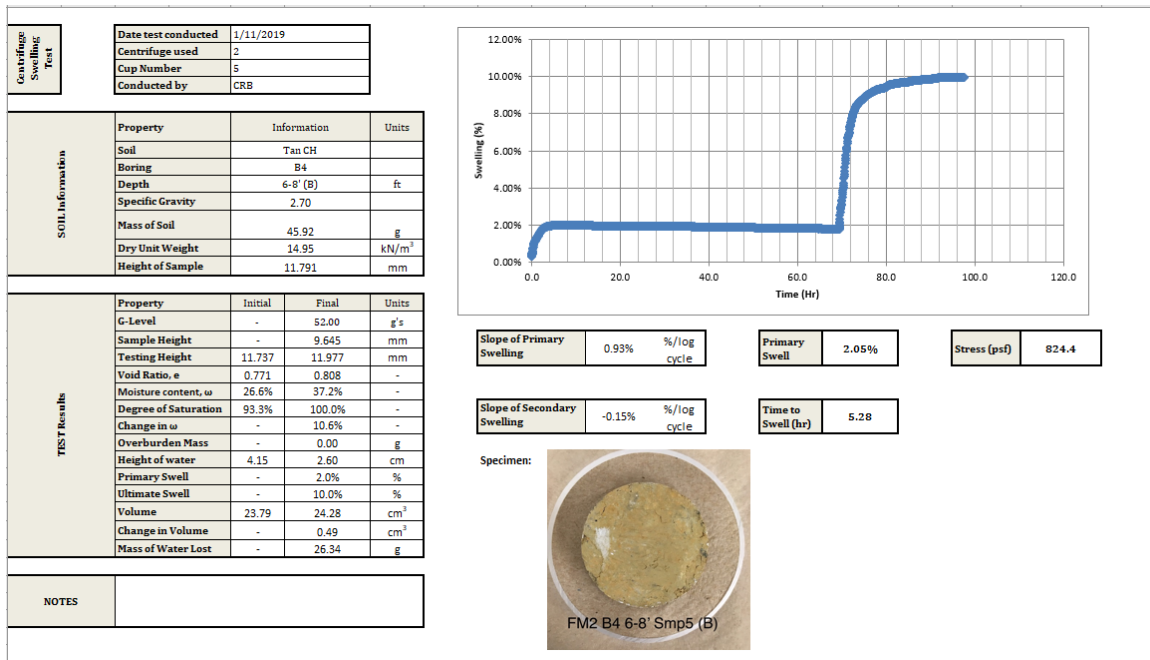 Centrifuge Swelling Test
Date test conducted 1/11/2019
Centrifuge used 2
Cup Number 5
Conducted by CRB
SOIL Information
Property Information Units
Soil Tan CH
Boring B4
Depth 6-8' (B) ft
Specific Gravity 2.70
Mass of Soil 45.92 g
Dry Unit Weight 14.95 kN/m³
Height of Sample 11.791 mm
TEST Results
Property Initial Final Units
G-Level - 52.00 g's
Sample Height - 9.645 mm
Testing Height 11.737 11.977 mm
Void Ratio, e 0.771 0.808 -
Moisture content, ω 26.6% 37.2% -
Degree of Saturation 93.3% 100.0% -
Change in ω - 10.6% -
Overburden Mass - 0.00 g
Height of water 4.15 2.60 cm
Primary Swell - 2.0% %
Ultimate Swell - 10.0% %
Volume 23.79 24.28 cm³
Change in Volume - 0.49 cm³
Mass of Water Lost - 26.34 g
NOTES
Swelling (%)
12.00%
10.00%
8.00%
6.00%
4.00%
2.00%
0.00%
0.0 20.0 40.0 60.0 80.0 100.0 120.0
Time (Hr)
Slope of Primary Swelling 0.93% %/log cycle
Primary Swell 2.05%
Stress (psf) 824.4
Slope of Secondary Swelling -0.15% %/log cycle
Time to Swell (hr) 5.28
Specimen:
FM2 B4 6-8' Smp5 (B)